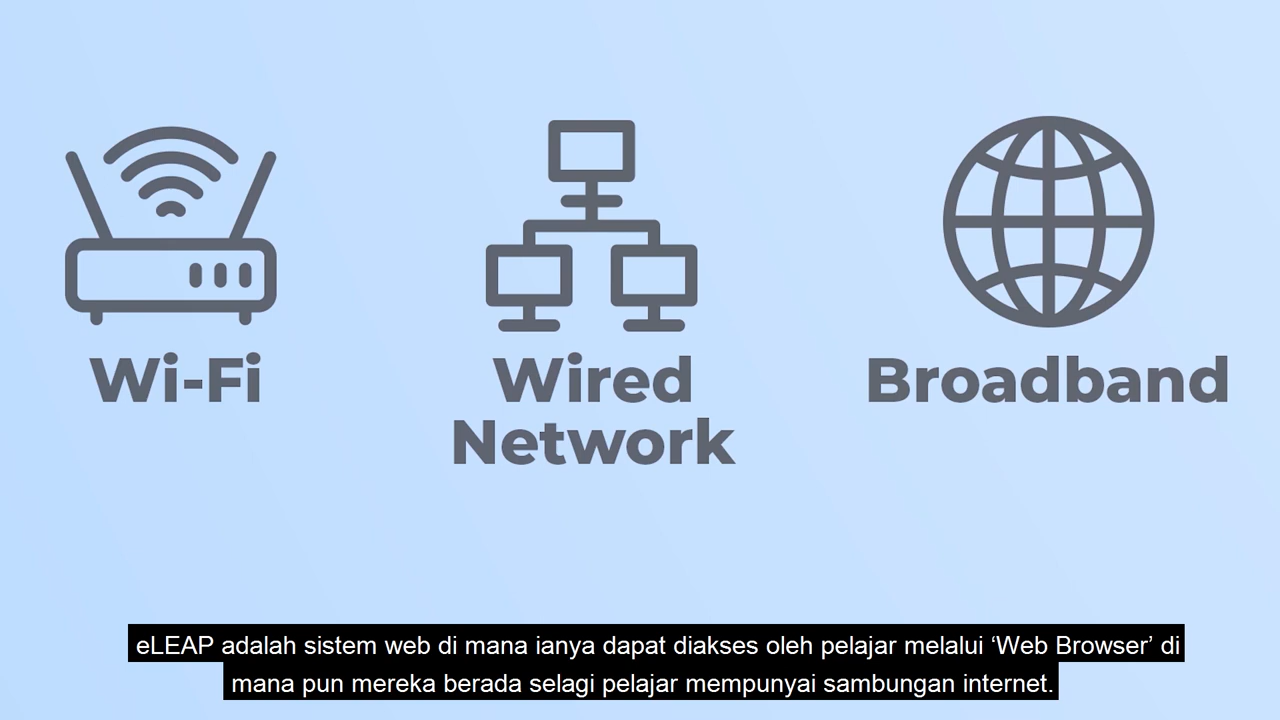 Wi-Fi
Wired
Network
Broadband
eLEAP adalah sistem web di mana ianya dapat diakses oleh pelajar melalui ‘Web Browser’ di
mana pun mereka berada selagi pelajar mempunyai sambungan internet.